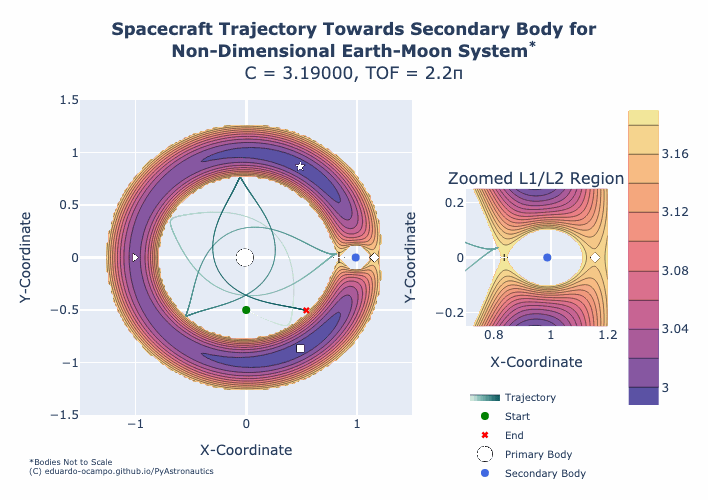 Spacecraft Trajectory Towards Secondary Body for
Non-Dimensional Earth-Moon System*
C = 3.19000, TOF = 2.2π
1.5
1
0.5
0
−0.5
−1
−1.5
Y-Coordinate
−1
0
1
X-Coordinate
Zoomed L1/L2 Region
0.2
0
−0.2
Y-Coordinate
0.8
1
1.2
X-Coordinate
3.16
3.12
3.08
3.04
3
Trajectory
Start
End
Primary Body
Secondary Body
*Bodies Not to Scale
(C) eduardo-ocampo.github.io/PyAstronautics